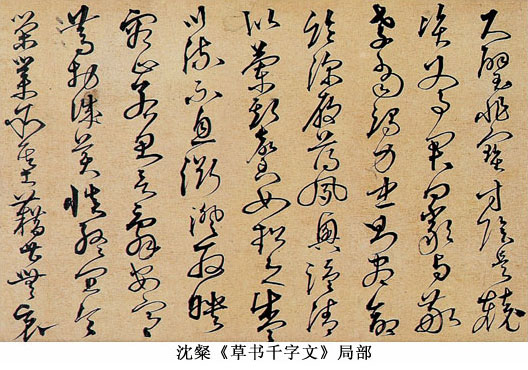 尺璧非寶寸陰是競
資父事君曰嚴與敬
孝當竭力忠則盡命
臨深履薄夙興溫凊
似蘭斯馨如松之盛
川流不息淵澄取映
容止若思言辭安定
篤初誠美慎終宜令
榮業所基藉甚無竟
沈粲《草书千字文》局部